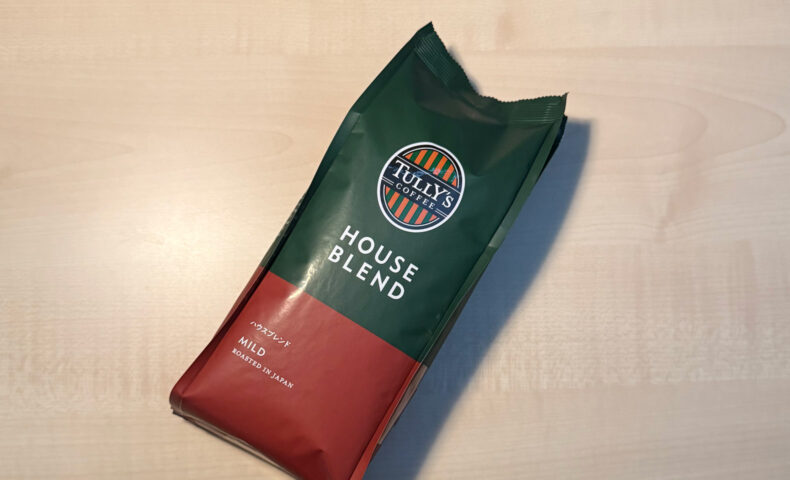 TULLY'S
COFFEE
HOUSE
BLEND
ハウスブレンド
MILD
ROASTED IN JAPAN